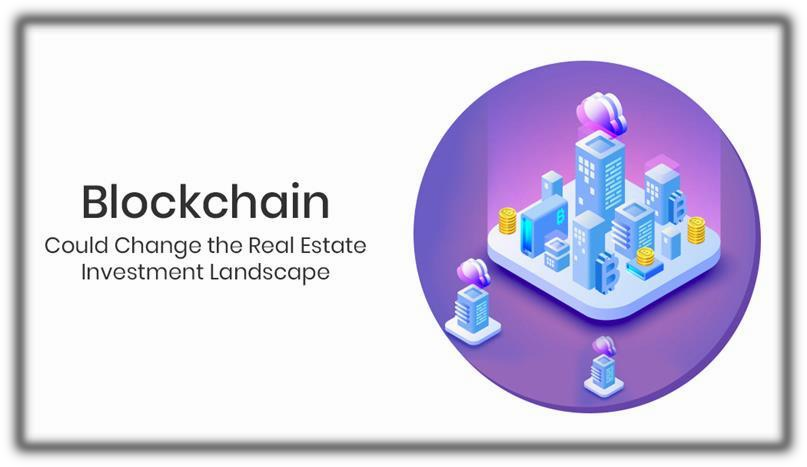 Blockchain
Could Change the Real Estate
Investment Landscape